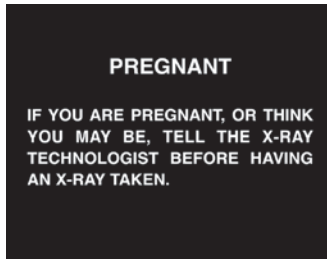 PREGNANT
IF YOU ARE PREGNANT, OR THINK
YOU MAY BE, TELL THE X-RAY
TECHNOLOGIST BEFORE HAVING
AN X-RAY TAKEN.